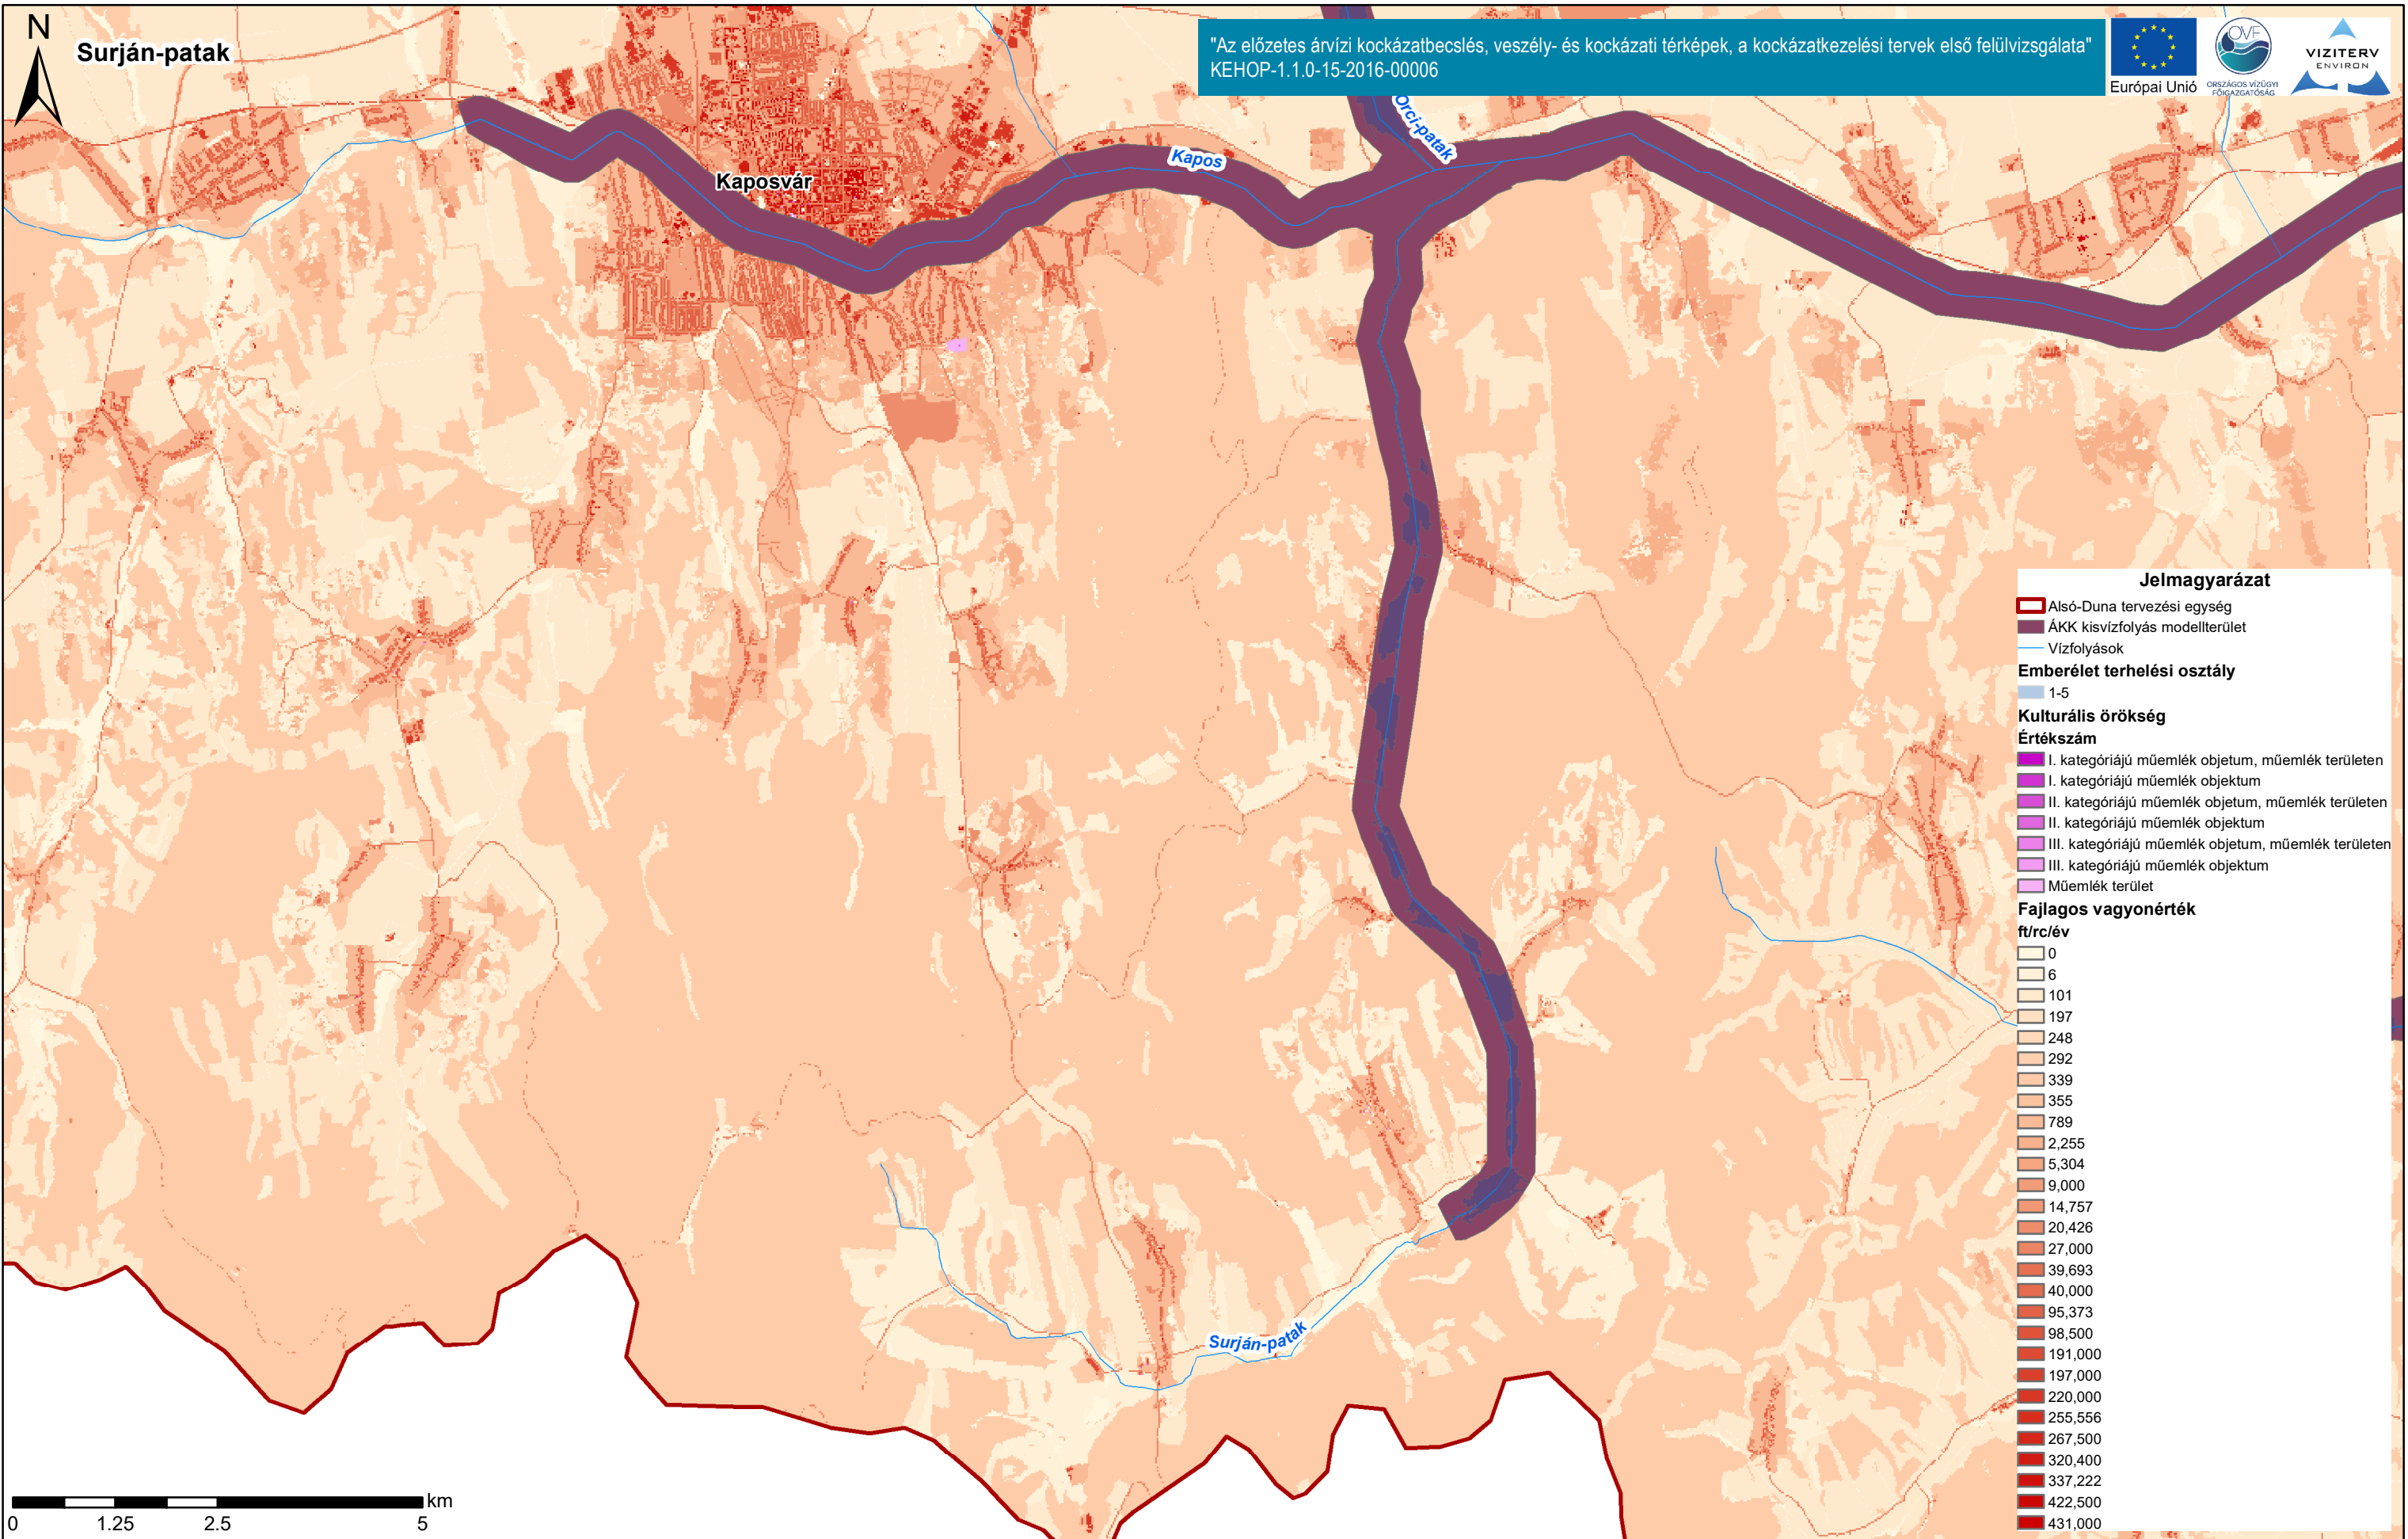 N
Surján-patak
"Az előzetes árvízi kockázatbecslés, veszély- és kockázati térképek, a kockázatkezelési tervek első felülvizsgálata"
KEHOP-1.1.0-15-2016-00006
Európai Unió
OVF
ORSZÁGOS VÍZÜGYI
FŐIGAZGATÓSÁG
VIZITERV
ENVIRON
Orci-patak
Kapos
Kaposvár
Jelmagyarázat
Alsó-Duna tervezési egység
ÁKK kisvízfolyás modellterület
Vízfolyások
Emberélet terhelési osztály
1-5
Kulturális örökség
Értékszám
I. kategóriájú műemlék objetum, műemlék területen
I. kategóriájú műemlék objektum
II. kategóriájú műemlék objetum, műemlék területen
II. kategóriájú műemlék objektum
III. kategóriájú műemlék objetum, műemlék területen
III. kategóriájú műemlék objektum
Műemlék terület
Fajlagos vagyonérték
ft/rc/év
0
6
101
197
248
292
339
355
789
2,255
5,304
9,000
14,757
20,426
27,000
39,693
40,000
95,373
98,500
191,000
197,000
220,000
255,556
267,500
320,400
337,222
422,500
431,000
Surján-patak
km
0 1.25 2.5 5